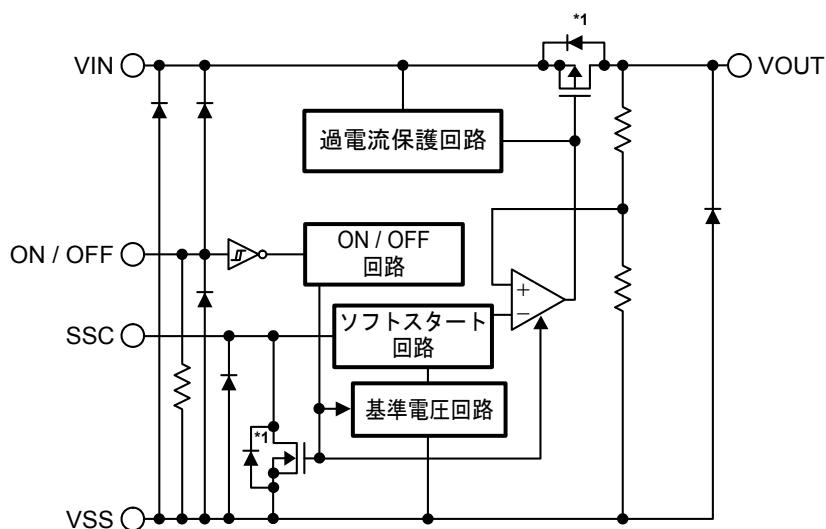 *1
VIN
VOUT
過電流保護回路
ON / OFF
ON / OFF
回路
+
−
SSC
ソフトスタート
回路
基準電圧回路
*1
VSS